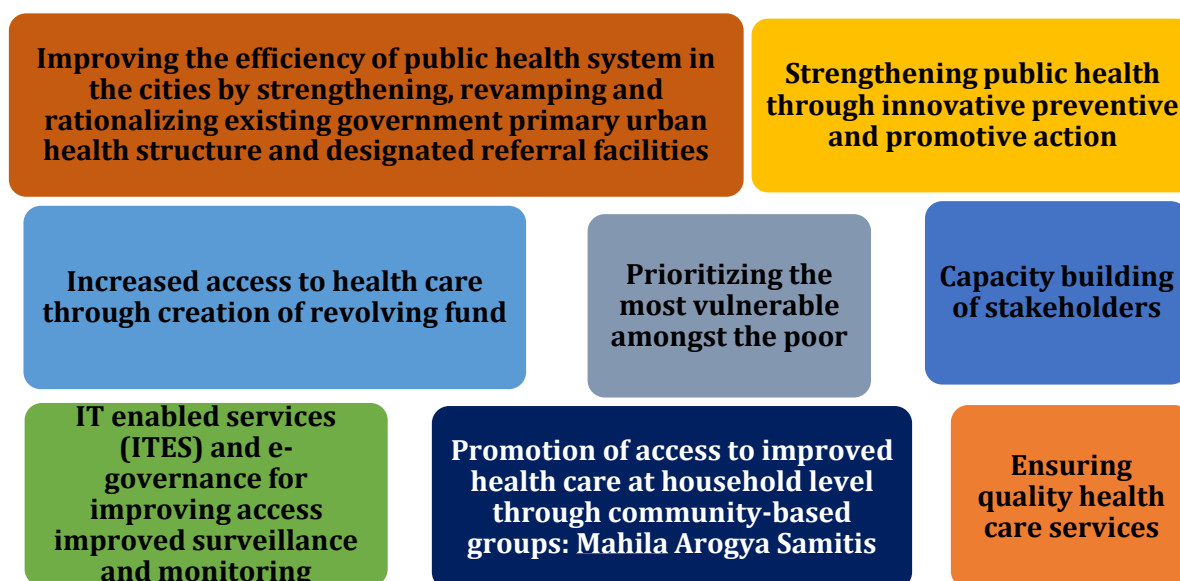 Improving the efficiency of public health system in
the cities by strengthening, revamping and
rationalizing existing government primary urban
health structure and designated referral facilities
Strengthening public health
through innovative preventive
and promotive action
Increased access to health care
through creation of revolving fund
Prioritizing the
most vulnerable
amongst the poor
Capacity building
of stakeholders
IT enabled services
(ITES) and e-
governance for
improving access
improved surveillance
and monitoring
Promotion of access to improved
health care at household level
through community-based
groups: Mahila Arogya Samitis
Ensuring
quality health
care services